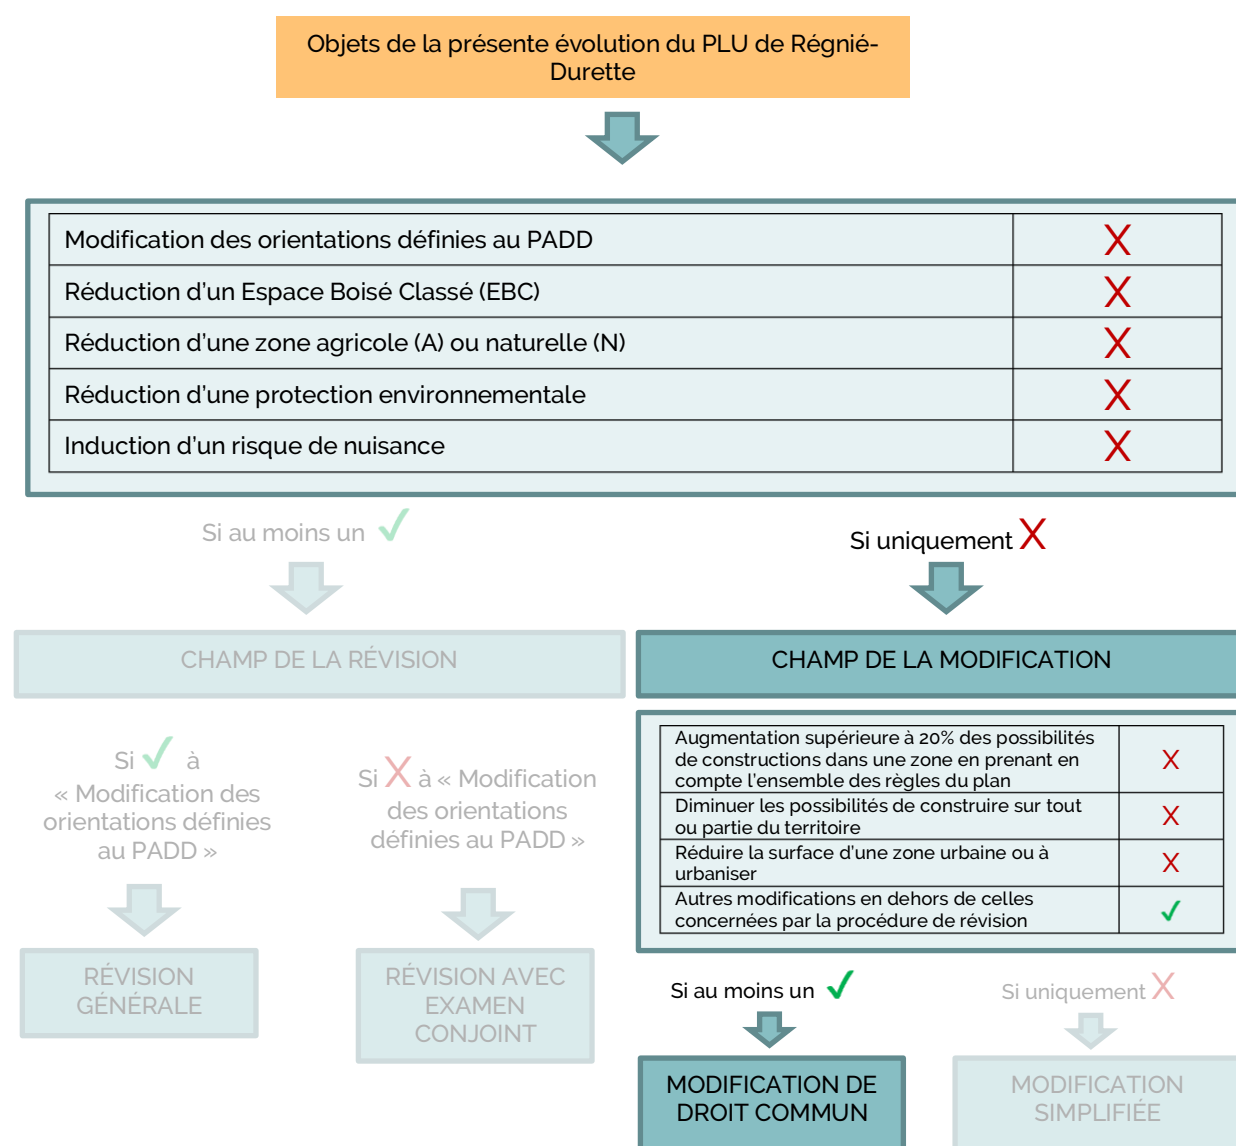 Objets de la présente évolution du PLU de Régnié-
Durette
Modification des orientations définies au PADD X
Réduction d’un Espace Boisé Classé (EBC) X
Réduction d’une zone agricole (A) ou naturelle (N) X
Réduction d’une protection environnementale X
Induction d’un risque de nuisance X
Si au moins un ✓
Si uniquement X
CHAMP DE LA RÉVISION
CHAMP DE LA MODIFICATION
Si ✓ à
« Modification des
orientations définies
au PADD »
Si X à « Modification
des orientations
définies au PADD »
RÉVISION
GÉNÉRALE
RÉVISION AVEC
EXAMEN
CONJOINT
Augmentation supérieure à 20% des possibilités
de constructions dans une zone en prenant en
compte l’ensemble des règles du plan
X
Diminuer les possibilités de construire sur tout
ou partie du territoire
X
Réduire la surface d’une zone urbaine ou à
urbaniser
X
Autres modifications en dehors de celles
concernées par la procédure de révision
✓
Si au moins un ✓
Si uniquement X
MODIFICATION DE
DROIT COMMUN
MODIFICATION
SIMPLIFIÉE